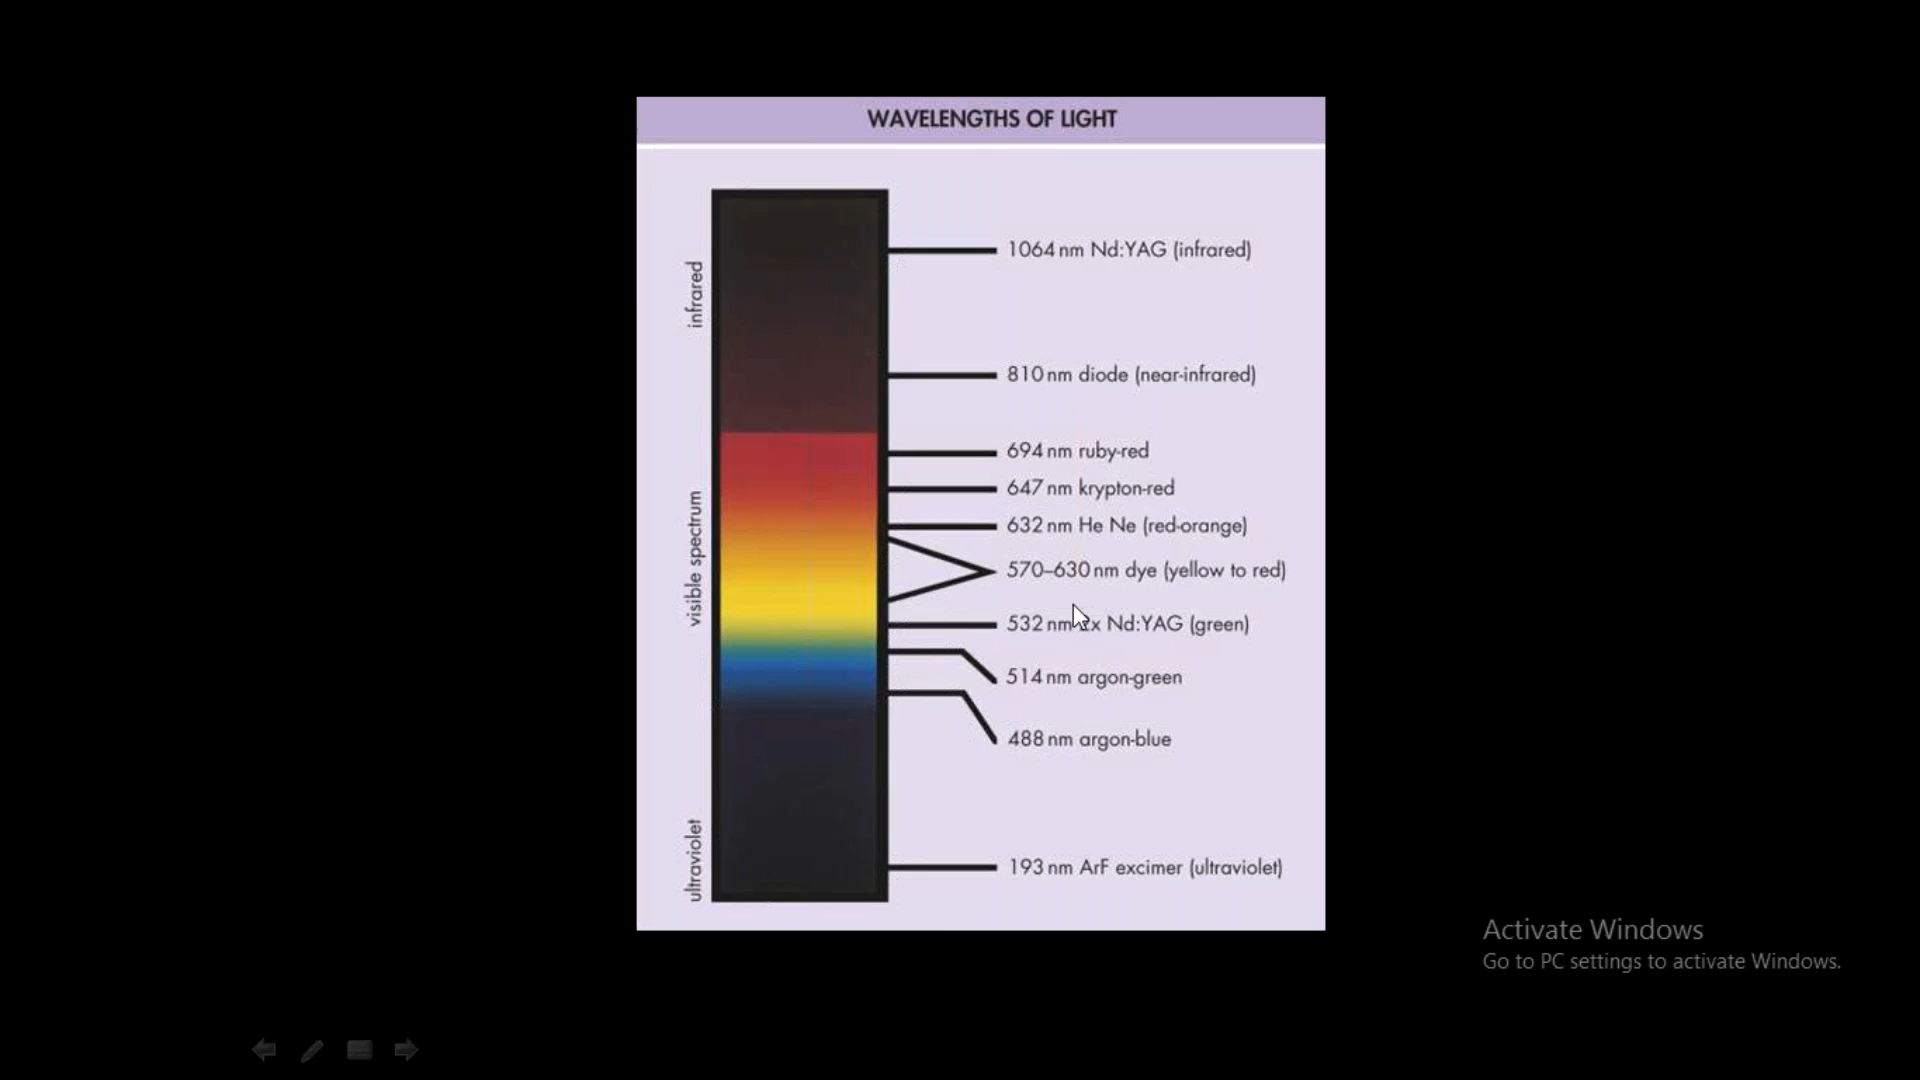 WAVELENGTHS OF LIGHT
infrared
visible spectrum
ultraviolet
1064 nm Nd:YAG (infrared)
810 nm diode (near-infrared)
694 nm ruby-red
647 nm krypton-red
632 nm He Ne (red-orange)
570–630 nm dye (yellow to red)
532 nm Nd:YAG (green)
514 nm argon-green
488 nm argon-blue
193 nm ArF excimer (ultraviolet)
Activate Windows
Go to PC settings to activate Windows.